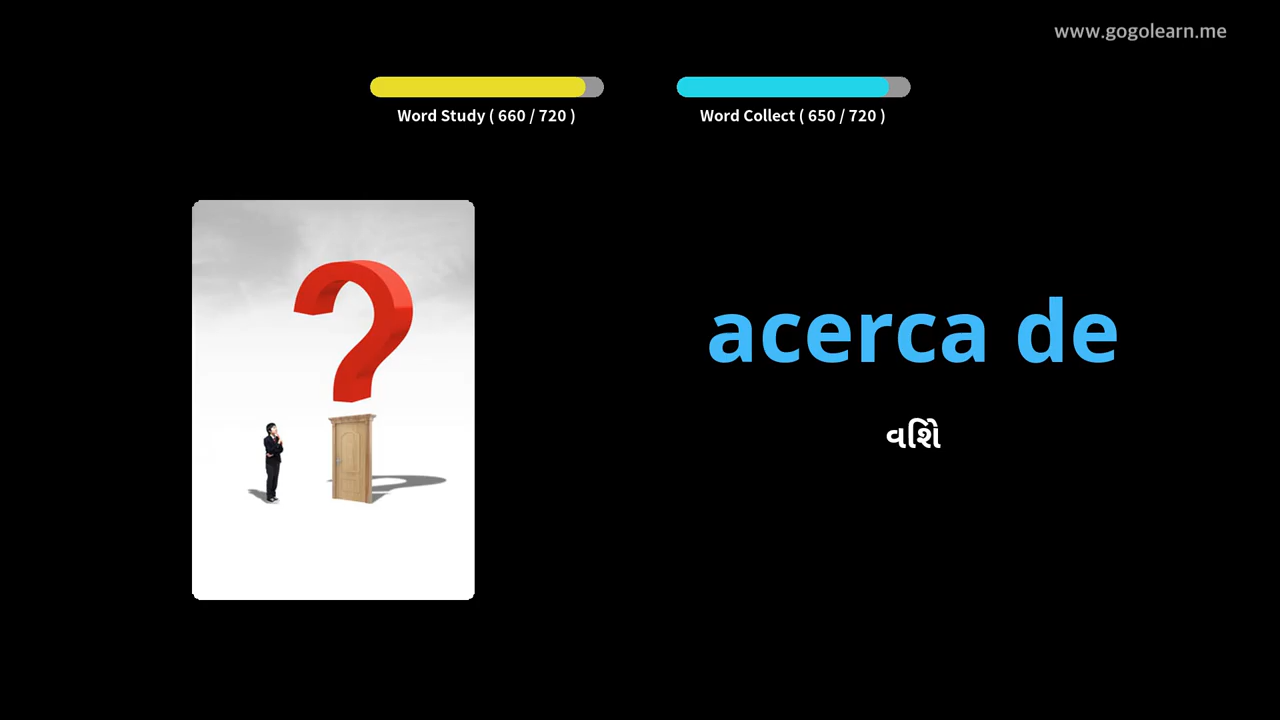 www.gogolearn.me
Word Study ( 660 / 720 )
Word Collect ( 650 / 720 )
acerca de
વિશે